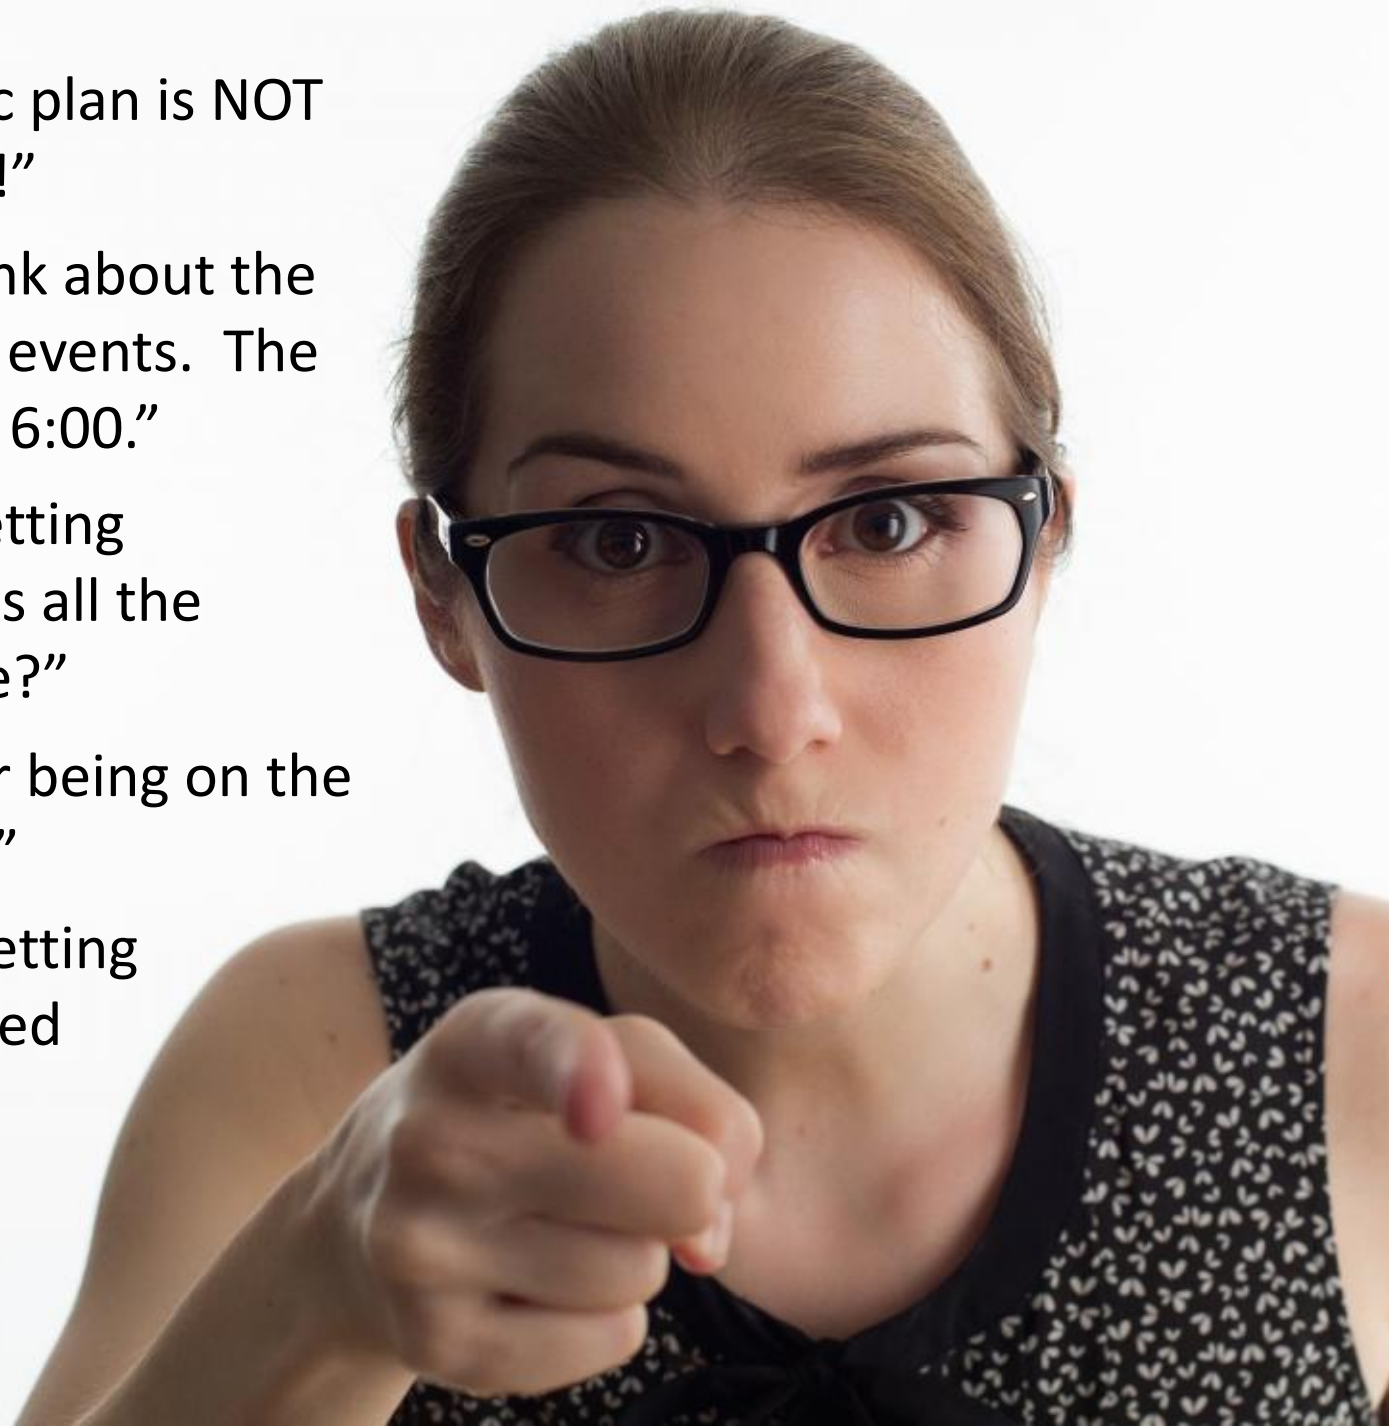 c plan is NOT
!”
nk about the
events.  The
6:00.”
etting
s all the
e?”
r being on the
”
etting
ed